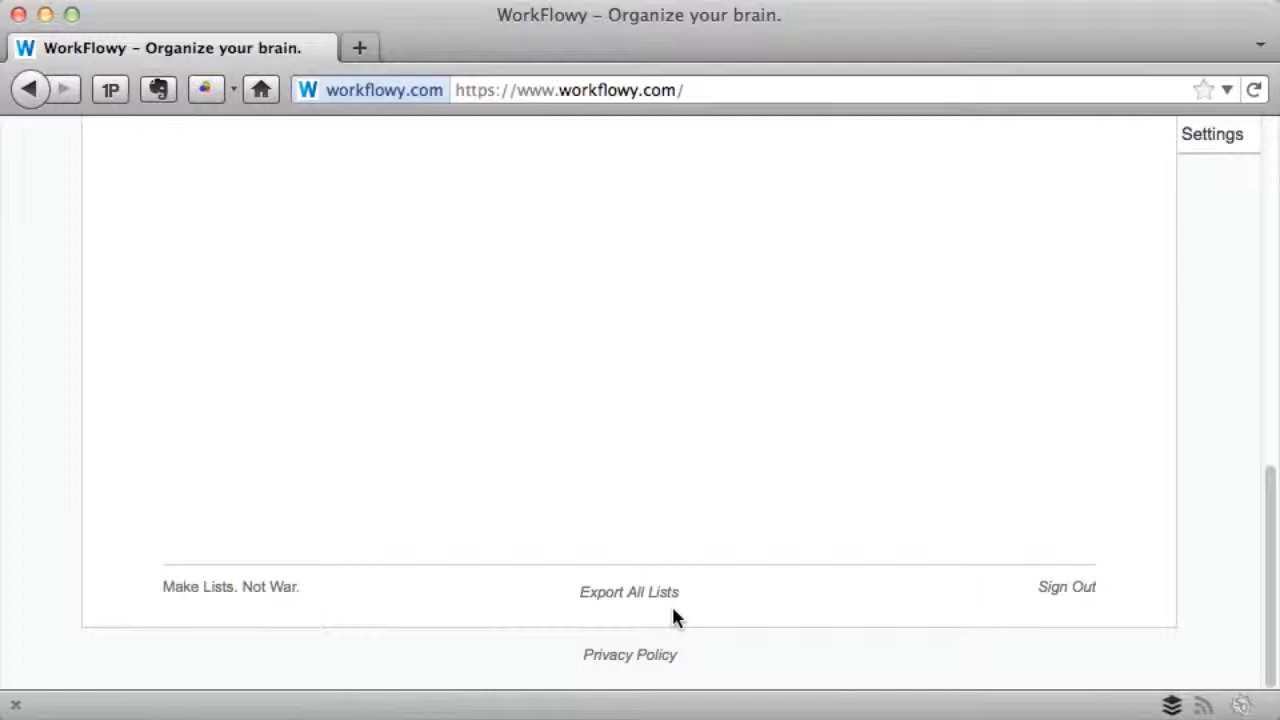 WorkFlowy – Organize your brain.
W WorkFlowy – Organize your brain.
1P W workflowy.com https://www.workflowy.com/
Settings
Make Lists. Not War. Export All Lists Sign Out
Privacy Policy